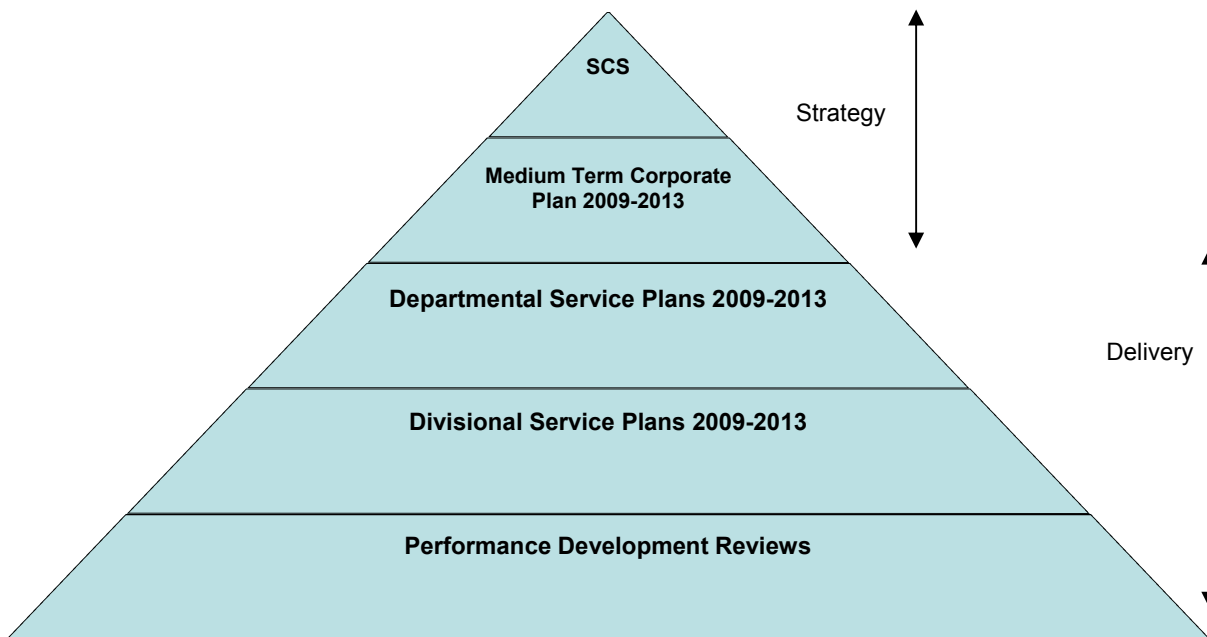 SCS
Strategy
Medium Term Corporate
Plan 2009-2013
Departmental Service Plans 2009-2013
Delivery
Divisional Service Plans 2009-2013
Performance Development Reviews